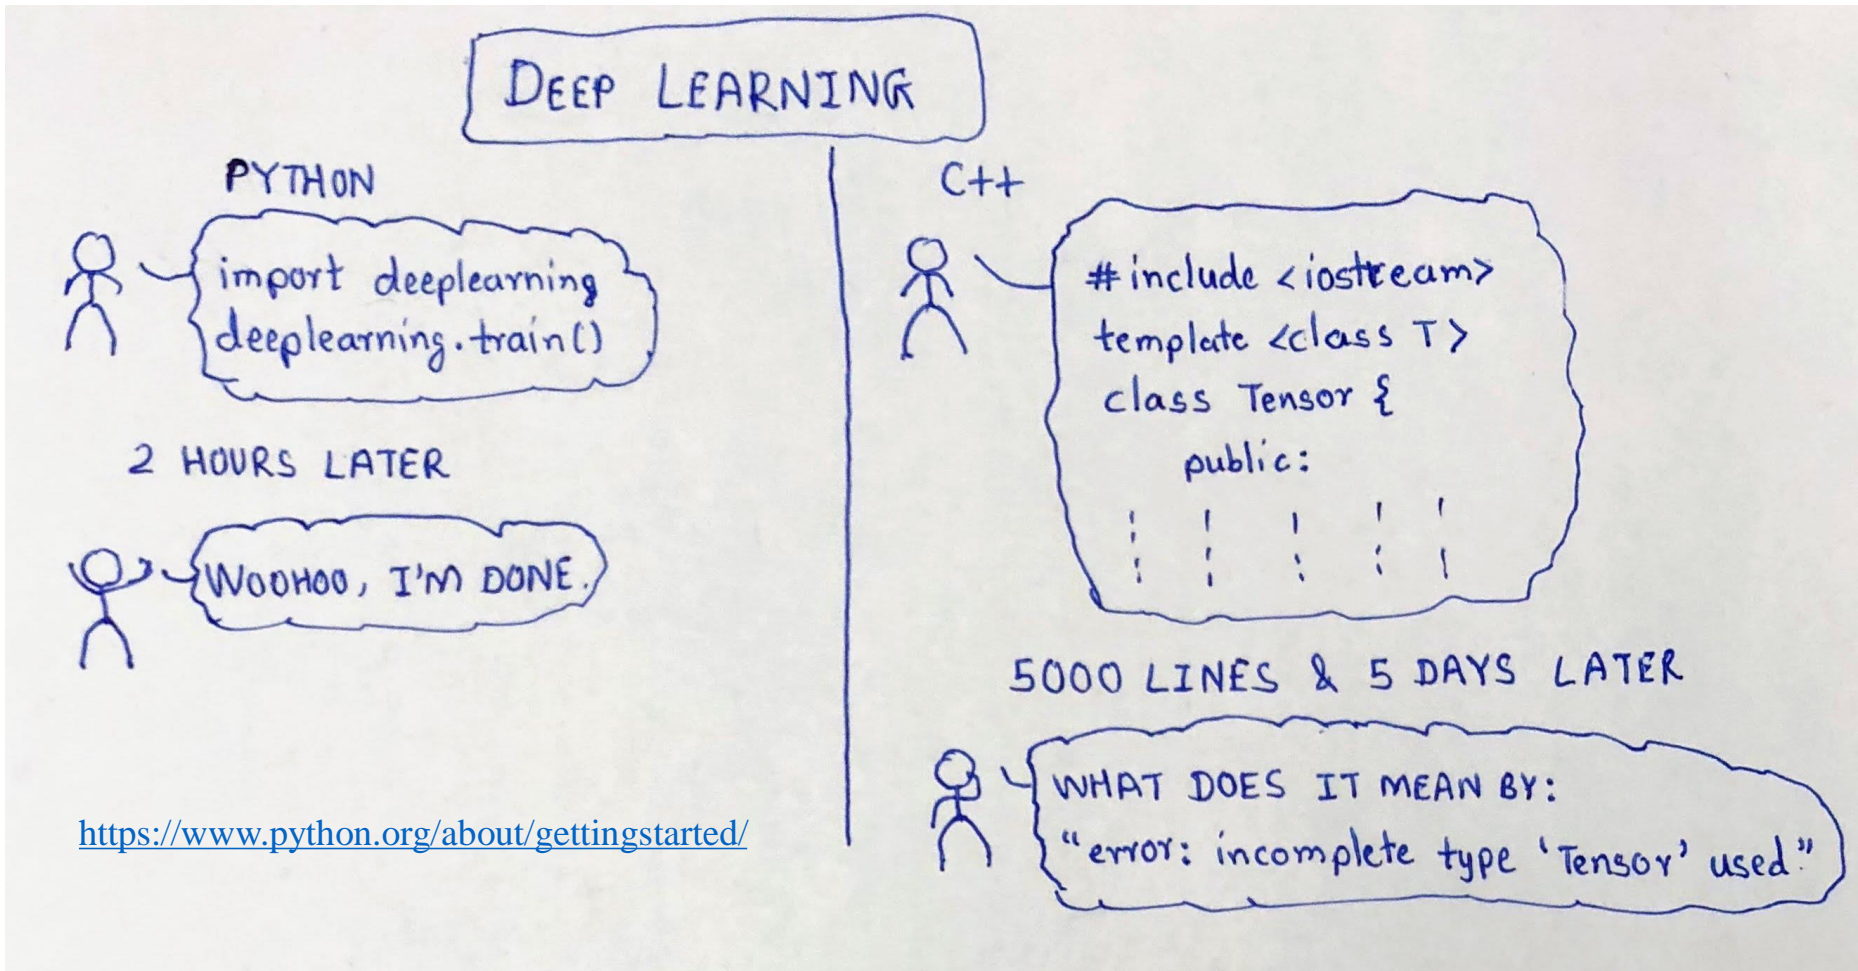 DEEP LEARNING
PYTHON
import deeplearning
deeplearning.train()
2 HOURS LATER
WOOHOO, I'M DONE.
https://www.python.org/about/gettingstarted/
C++
#include <iostream>
template <class T>
class Tensor {
public:
5000 LINES & 5 DAYS LATER
WHAT DOES IT MEAN BY:
"error: incomplete type 'Tensor' used"